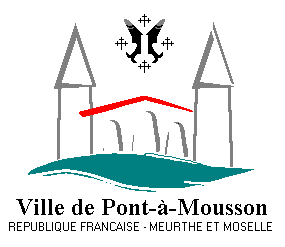 Ville de Pont-à-Mousson
REPUBLIQUE FRANCAISE - MEURTHE ET MOSELLE